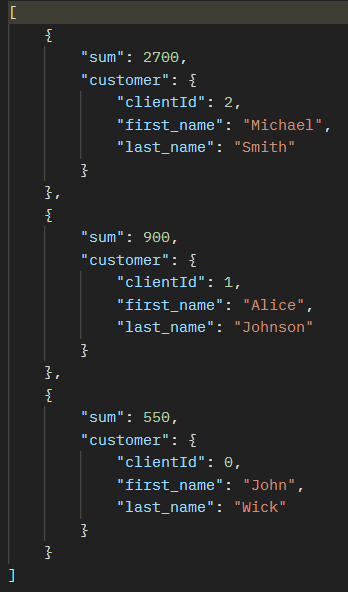 [
    {
        "sum": 2700,
        "customer": {
            "clientId": 2,
            "first_name": "Michael",
            "last_name": "Smith"
        }
    },
    {
        "sum": 900,
        "customer": {
            "clientId": 1,
            "first_name": "Alice",
            "last_name": "Johnson"
        }
    },
    {
        "sum": 550,
        "customer": {
            "clientId": 0,
            "first_name": "John",
            "last_name": "Wick"
        }
    }
]